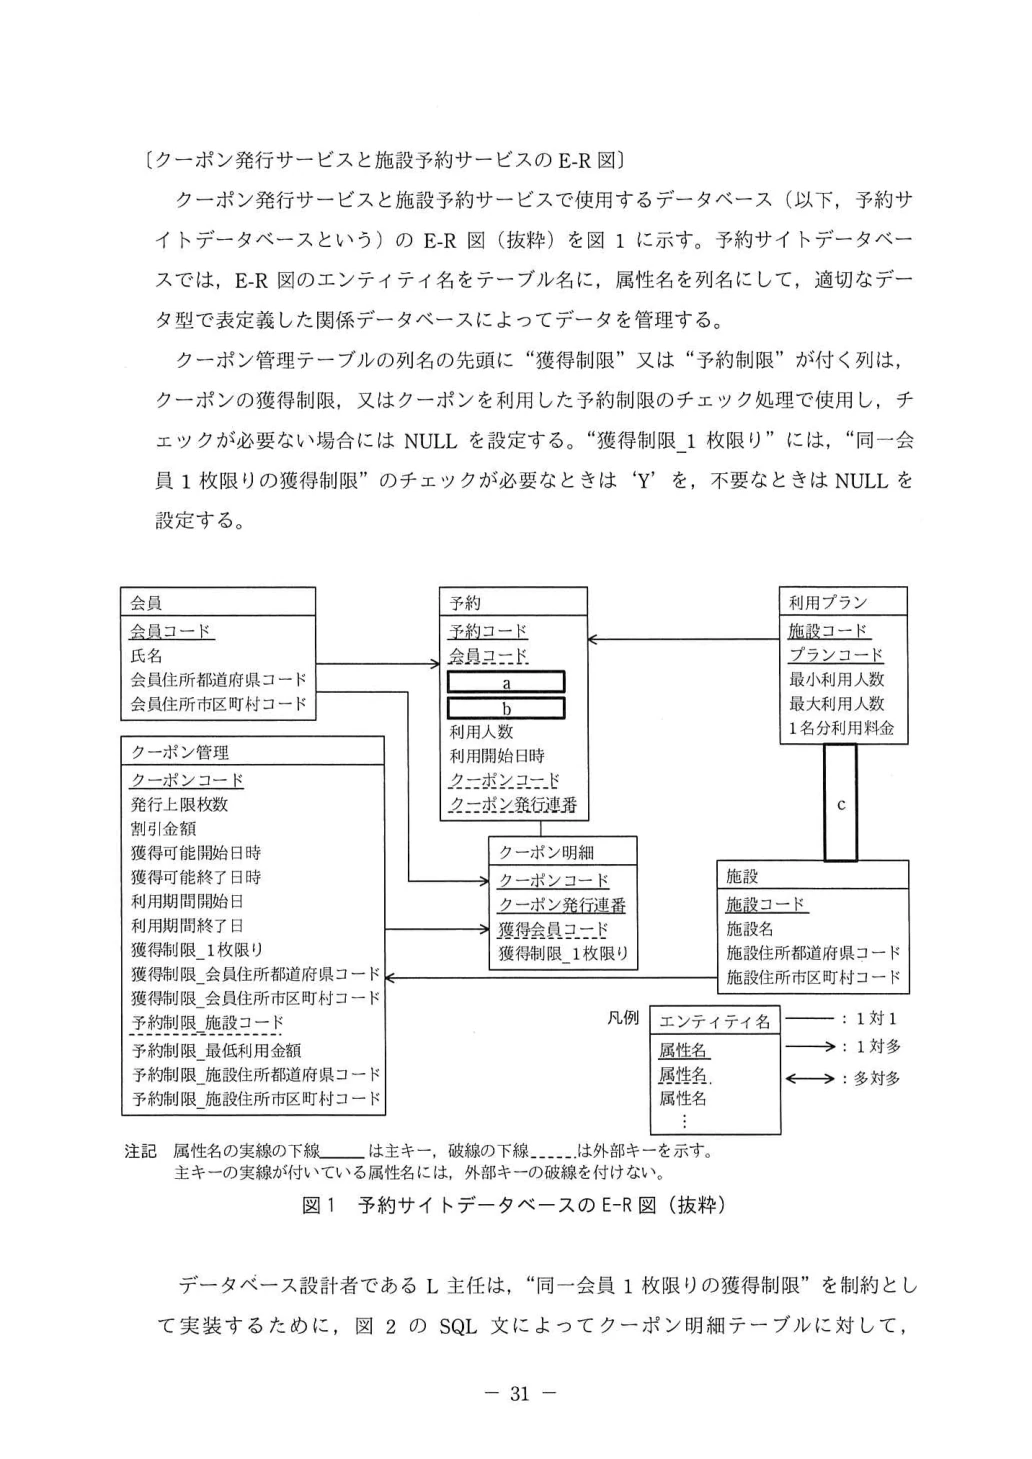 〔クーポン発行サービスと施設予約サービスの E-R 図〕
クーポン発行サービスと施設予約サービスで使用するデータベース（以下，予約サ
イトデータベースという）の E-R 図（抜粋）を図 1 に示す。予約サイトデータベー
スでは，E-R 図のエンティティ名をテーブル名に，属性名を列名にして，適切なデー
タ型で表定義した関係データベースによってデータを管理する。
クーポン管理テーブルの列名の先頭に“獲得制限”又は“予約制限”が付く列は，
クーポンの獲得制限，又はクーポンを利用した予約制限のチェック処理で使用し，チ
ェックが必要ない場合には NULL を設定する。“獲得制限_1 枚限り”には，“同一会
員 1 枚限りの獲得制限”のチェックが必要なときは‘Y’を，不要なときは NULL を
設定する。
会員
会員コード
氏名
会員住所都道府県コード
会員住所市区町村コード
予約
予約コード
会員コード
a
b
利用人数
利用開始日時
クーポンコード
クーポン発行連番
利用プラン
施設コード
プランコード
最小利用人数
最大利用人数
1名分利用料金
c
クーポン管理
クーポンコード
発行上限枚数
割引金額
獲得可能開始日時
獲得可能終了日時
利用期間開始日
利用期間終了日
獲得制限_1枚限り
獲得制限_会員住所都道府県コード
獲得制限_会員住所市区町村コード
予約制限_施設コード
予約制限_最低利用金額
予約制限_施設住所都道府県コード
予約制限_施設住所市区町村コード
クーポン明細
クーポンコード
クーポン発行連番
獲得会員コード
獲得制限_1枚限り
施設
施設コード
施設名
施設住所都道府県コード
施設住所市区町村コード
凡例
エンティティ名
属性名
属性名
属性名
⋮
：1対1
：1対多
：多対多
注記　属性名の実線の下線　　は主キー，破線の下線　　は外部キーを示す。
主キーの実線が付いている属性名には，外部キーの破線を付けない。
図1　予約サイトデータベースの E-R 図（抜粋）
データベース設計者である L 主任は，“同一会員 1 枚限りの獲得制限”を制約とし
て実装するために，図 2 の SQL 文によってクーポン明細テーブルに対して，
－ 31 －